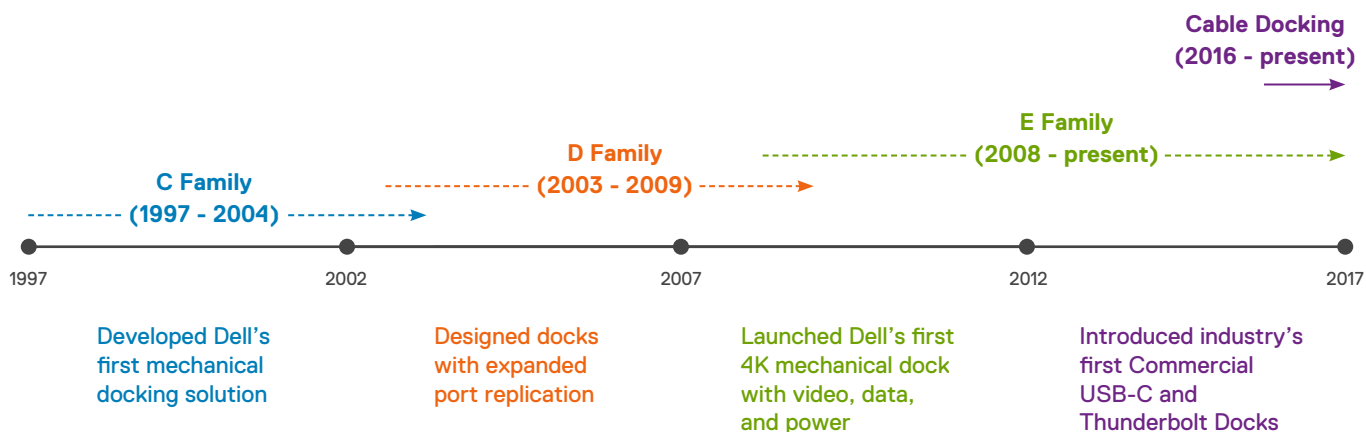 Cable Docking
(2016 - present)
E Family
(2008 - present)
D Family
(2003 - 2009)
C Family
(1997 - 2004)
1997
2002
2007
2012
2017
Developed Dell’s
first mechanical
docking solution
Designed docks
with expanded
port replication
Launched Dell’s first
4K mechanical dock
with video, data,
and power
Introduced industry’s
first Commercial
USB-C and
Thunderbolt Docks